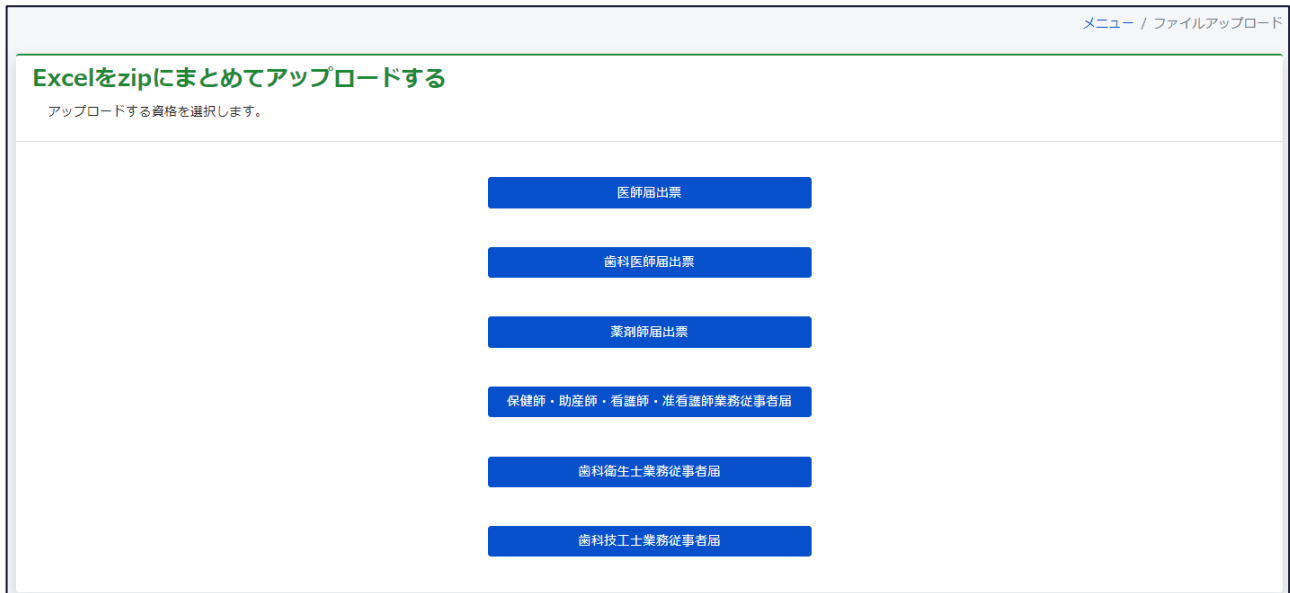 メニュー / ファイルアップロード
Excelをzipにまとめてアップロードする
アップロードする資格を選択します。
医師届出票
歯科医師届出票
薬剤師届出票
保健師・助産師・看護師・准看護師業務従事者届
歯科衛生士業務従事者届
歯科技工士業務従事者届